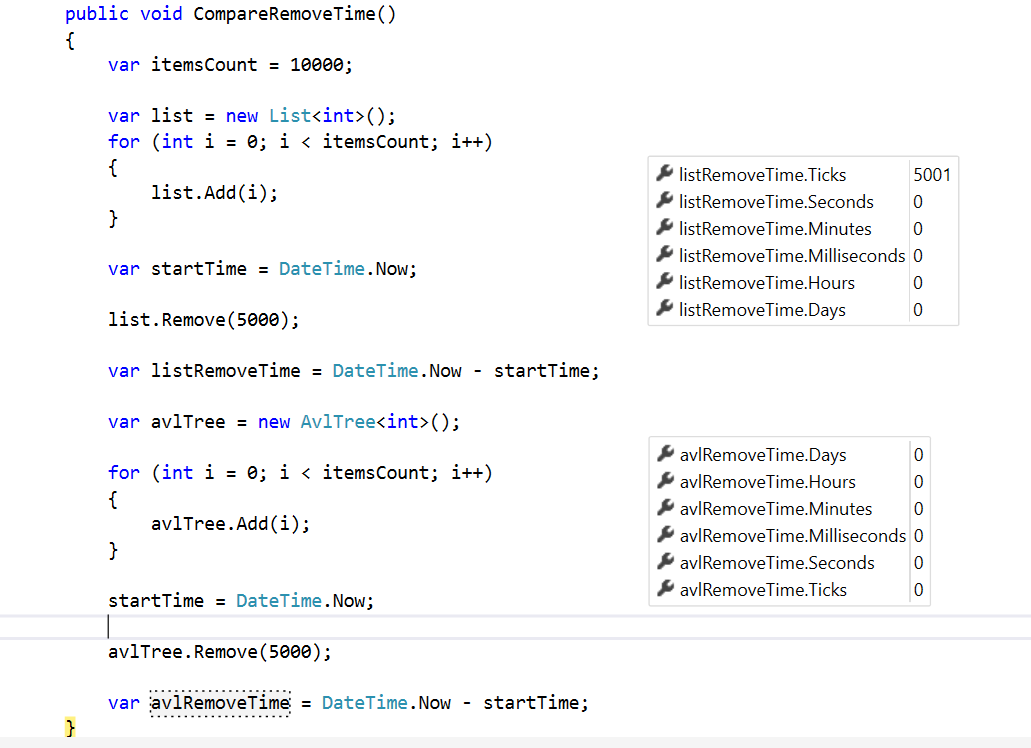 public void CompareRemoveTime()
{
var itemsCount = 10000;
var list = new List<int>();
for (int i = 0; i < itemsCount; i++)
{
list.Add(i);
}
var startTime = DateTime.Now;
list.Remove(5000);
var listRemoveTime = DateTime.Now - startTime;
var avlTree = new AvlTree<int>();
for (int i = 0; i < itemsCount; i++)
{
avlTree.Add(i);
}
startTime = DateTime.Now;
avlTree.Remove(5000);
var avlRemoveTime = DateTime.Now - startTime;
}
listRemoveTime.Ticks 5001
listRemoveTime.Seconds 0
listRemoveTime.Minutes 0
listRemoveTime.Milliseconds 0
listRemoveTime.Hours 0
listRemoveTime.Days 0
avlRemoveTime.Days 0
avlRemoveTime.Hours 0
avlRemoveTime.Minutes 0
avlRemoveTime.Milliseconds 0
avlRemoveTime.Seconds 0
avlRemoveTime.Ticks 0